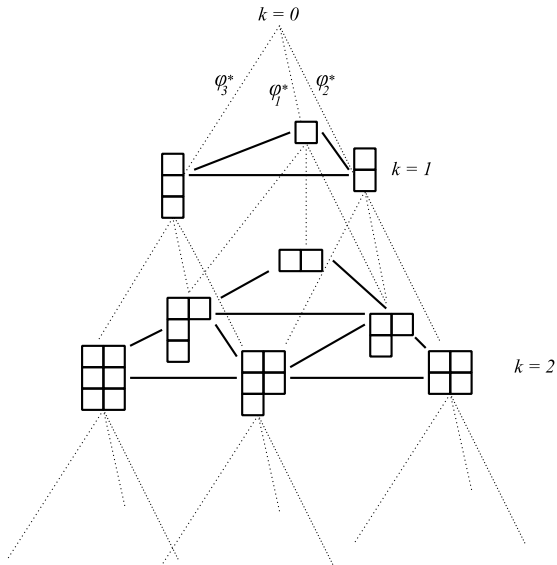 k = 0
φ₃* φ₁* φ₂*
k = 1
k = 2